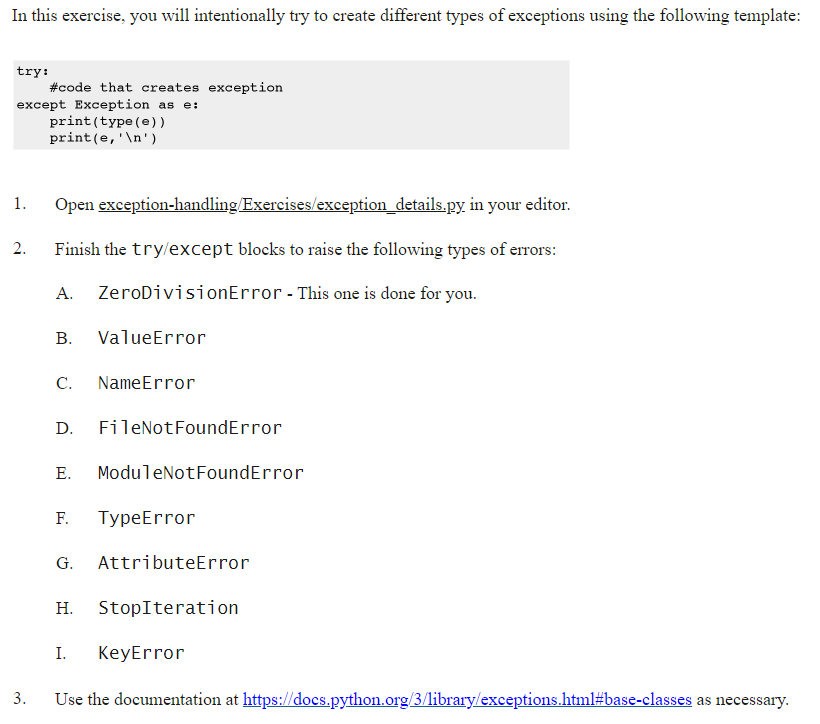 In this exercise, you will intentionally try to create different types of exceptions using the following template:
try:
    #code that creates exception
except Exception as e:
    print(type(e))
    print(e,'\n')
1. Open exception-handling/Exercises/exception_details.py in your editor.
2. Finish the try/except blocks to raise the following types of errors:
A. ZeroDivisionError - This one is done for you.
B. ValueError
C. NameError
D. FileNotFoundError
E. ModuleNotFoundError
F. TypeError
G. AttributeError
H. StopIteration
I. KeyError
3. Use the documentation at https://docs.python.org/3/library/exceptions.html#base-classes as necessary.